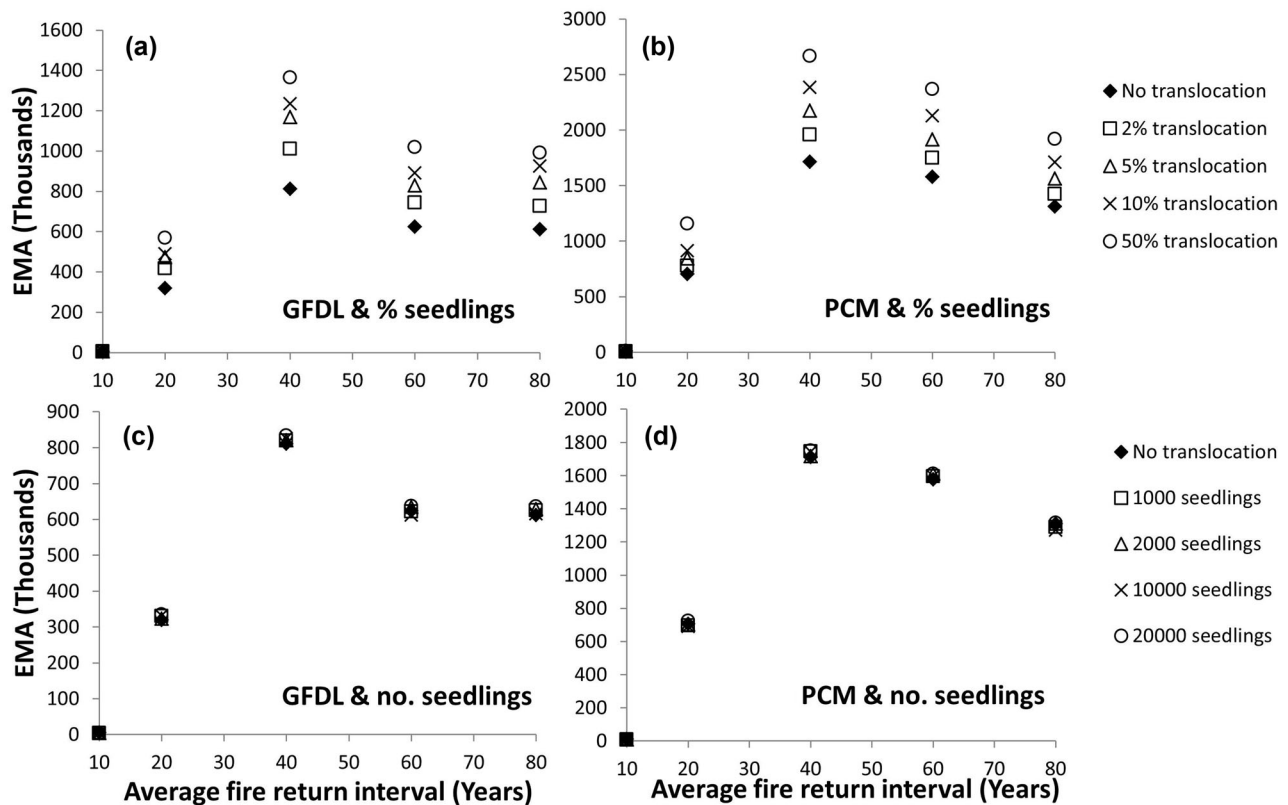 (a)
EMA (Thousands)
1600
1400
1200
1000
800
600
400
200
0
10 20 30 40 50 60 70 80
GFDL & % seedlings
(b)
3000
2500
2000
1500
1000
500
0
10 20 30 40 50 60 70 80
PCM & % seedlings
No translocation
2% translocation
5% translocation
10% translocation
50% translocation
(c)
EMA (Thousands)
900
800
700
600
500
400
300
200
100
0
10 20 30 40 50 60 70 80
GFDL & no. seedlings
Average fire return interval (Years)
(d)
2000
1800
1600
1400
1200
1000
800
600
400
200
0
10 20 30 40 50 60 70 80
PCM & no. seedlings
Average fire return interval (Years)
No translocation
1000 seedlings
2000 seedlings
10000 seedlings
20000 seedlings